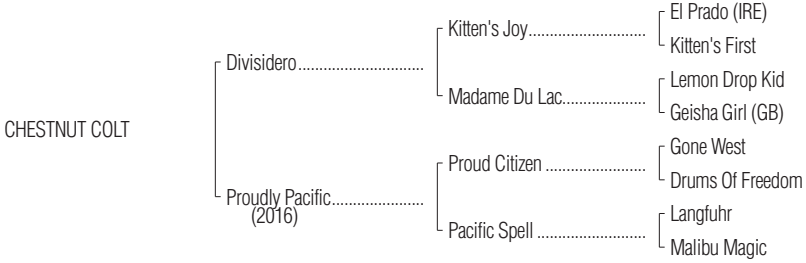 El Prado (IRE)
Kitten's Joy............................
Kitten's First
Divisidero..............................
Lemon Drop Kid
Madame Du Lac....................
Geisha Girl (GB)
CHESTNUT COLT
Gone West
Proud Citizen ........................
Drums Of Freedom
Proudly Pacific......................
(2016)
Langfuhr
Pacific Spell ..........................
Malibu Magic